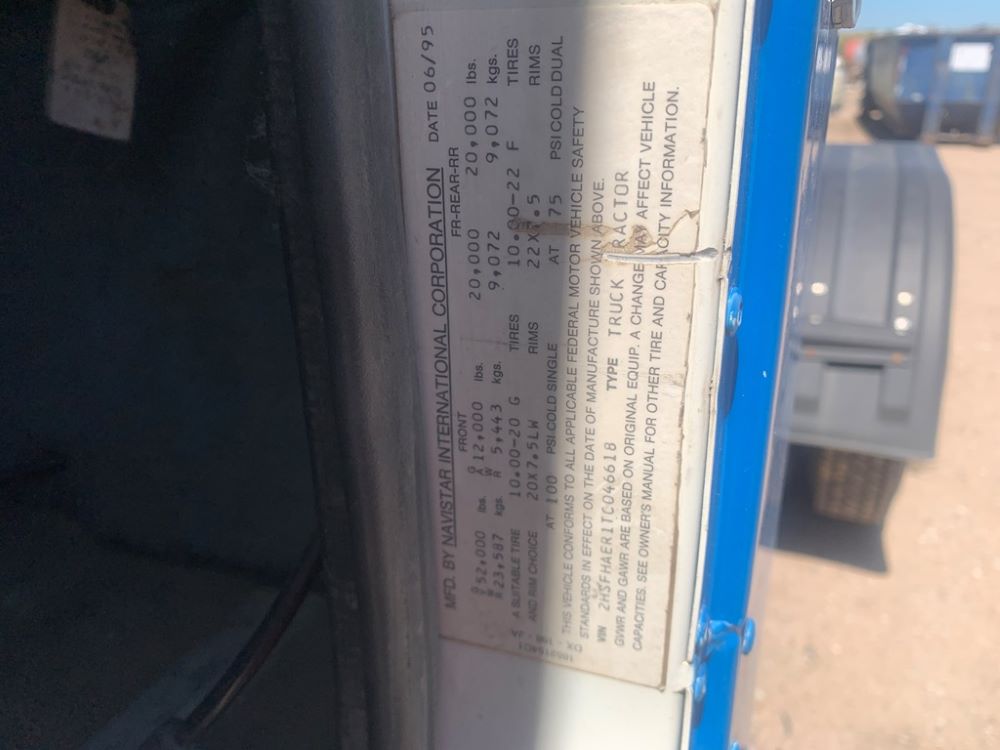 MFD. BY NAVISTAR INTERNATIONAL CORPORATION DATE 06/95
FRONT FR-REAR-RR
GVWR 52,000 lbs. GAWR 12,000 lbs. 20,000 20,000 lbs.
23,587 kgs. 5,443 kgs. 9,072 9,072 kgs.
A SUITABLE TIRE 10.00-20 G TIRES 10.00-22 F TIRES
AND RIM CHOICE 20X7.5LW RIMS 22X7.5 RIMS
AT 100 PSI COLD SINGLE AT 75 PSI COLD DUAL
THIS VEHICLE CONFORMS TO ALL APPLICABLE FEDERAL MOTOR VEHICLE SAFETY
STANDARDS IN EFFECT ON THE DATE OF MANUFACTURE SHOWN ABOVE.
VIN 2HSFHAER1TC046618 TYPE TRUCK TRACTOR
GVWR AND GAWR ARE BASED ON ORIGINAL EQUIP. A CHANGE MAY AFFECT VEHICLE
CAPACITIES. SEE OWNER'S MANUAL FOR OTHER TIRE AND CAPACITY INFORMATION.